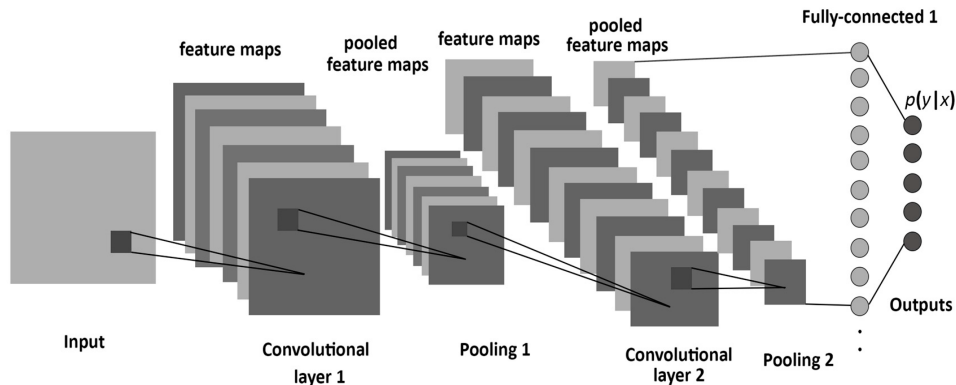 Fully-connected 1
feature maps
pooled
feature maps
feature maps
pooled
feature maps
p(y|x)
Input
Convolutional
layer 1
Pooling 1
Convolutional
layer 2
Pooling 2
Outputs